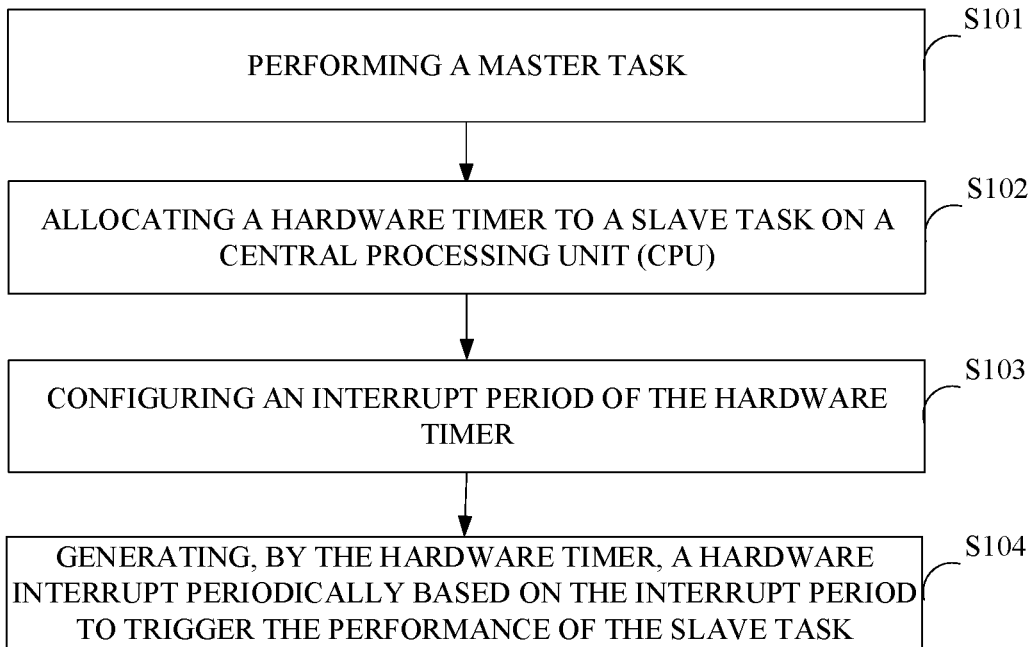 S101
PERFORMING A MASTER TASK
S102
ALLOCATING A HARDWARE TIMER TO A SLAVE TASK ON A
CENTRAL PROCESSING UNIT (CPU)
S103
CONFIGURING AN INTERRUPT PERIOD OF THE HARDWARE
TIMER
S104
GENERATING, BY THE HARDWARE TIMER, A HARDWARE
INTERRUPT PERIODICALLY BASED ON THE INTERRUPT PERIOD
TO TRIGGER THE PERFORMANCE OF THE SLAVE TASK